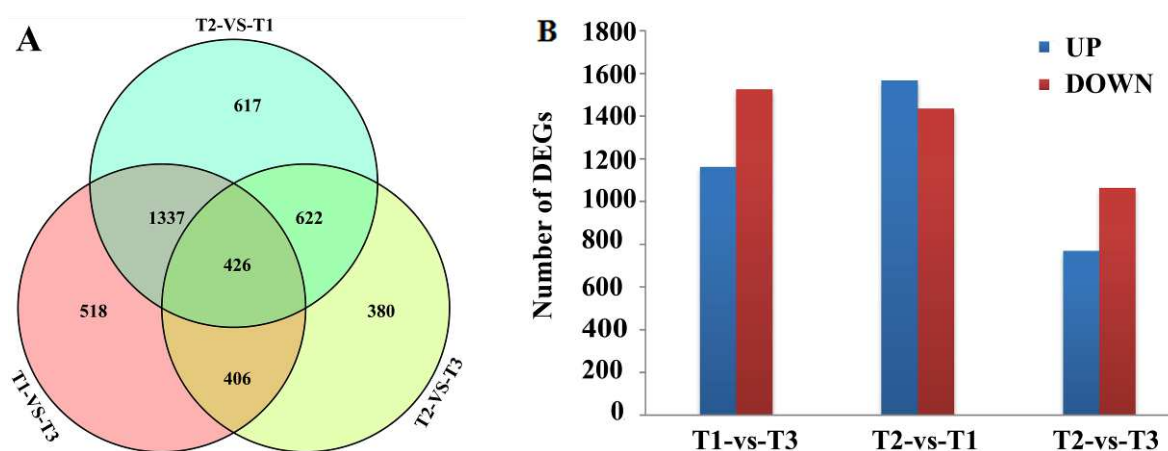 A
T2-VS-T1
617
1337
622
426
518
380
406
T1-VS-T3
T2-VS-T3
B
Number of DEGs
1800
1600
1400
1200
1000
800
600
400
200
0
UP
DOWN
T1-vs-T3
T2-vs-T1
T2-vs-T3